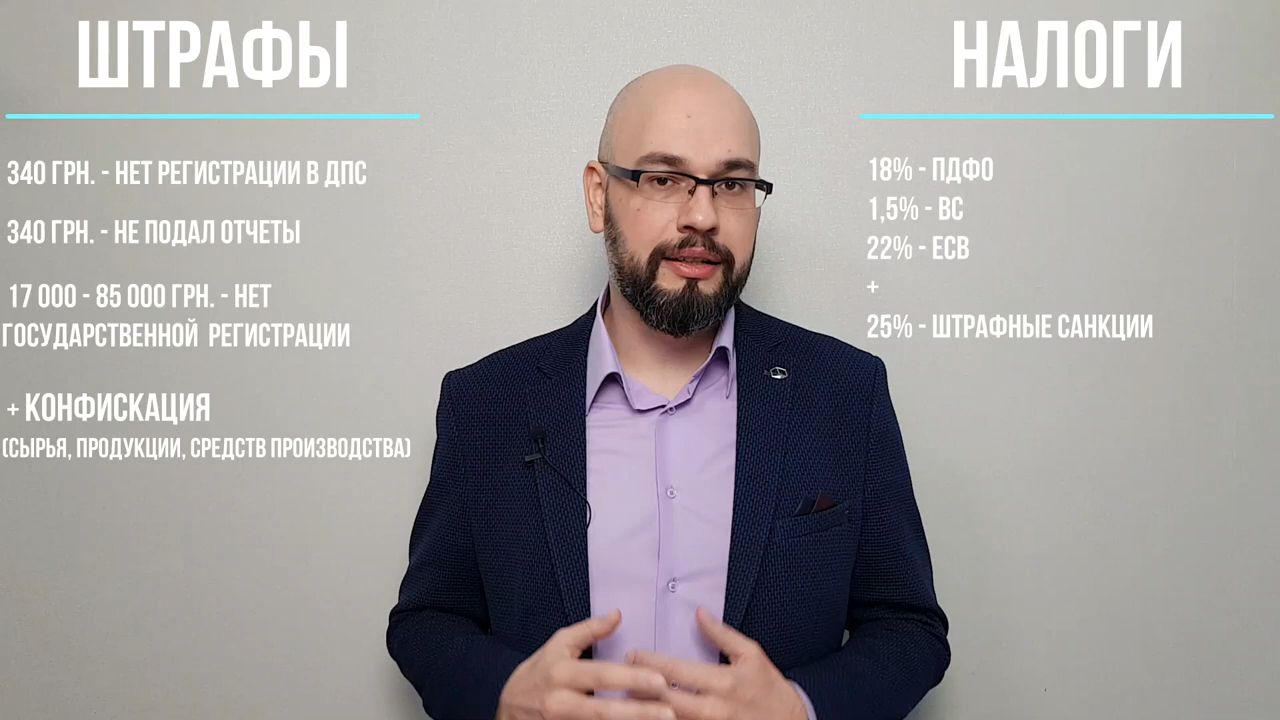 ШТРАФЫ
340 ГРН. - НЕТ РЕГИСТРАЦИИ В ДПС
340 ГРН. - НЕ ПОДАЛ ОТЧЕТЫ
17 000 - 85 000 ГРН. - НЕТ
ГОСУДАРСТВЕННОЙ РЕГИСТРАЦИИ
+ КОНФИСКАЦИЯ
(СЫРЬЯ, ПРОДУКЦИИ, СРЕДСТВ ПРОИЗВОДСТВА)
НАЛОГИ
18% - ПДФО
1,5% - ВС
22% - ЕСВ
+
25% - ШТРАФНЫЕ САНКЦИИ